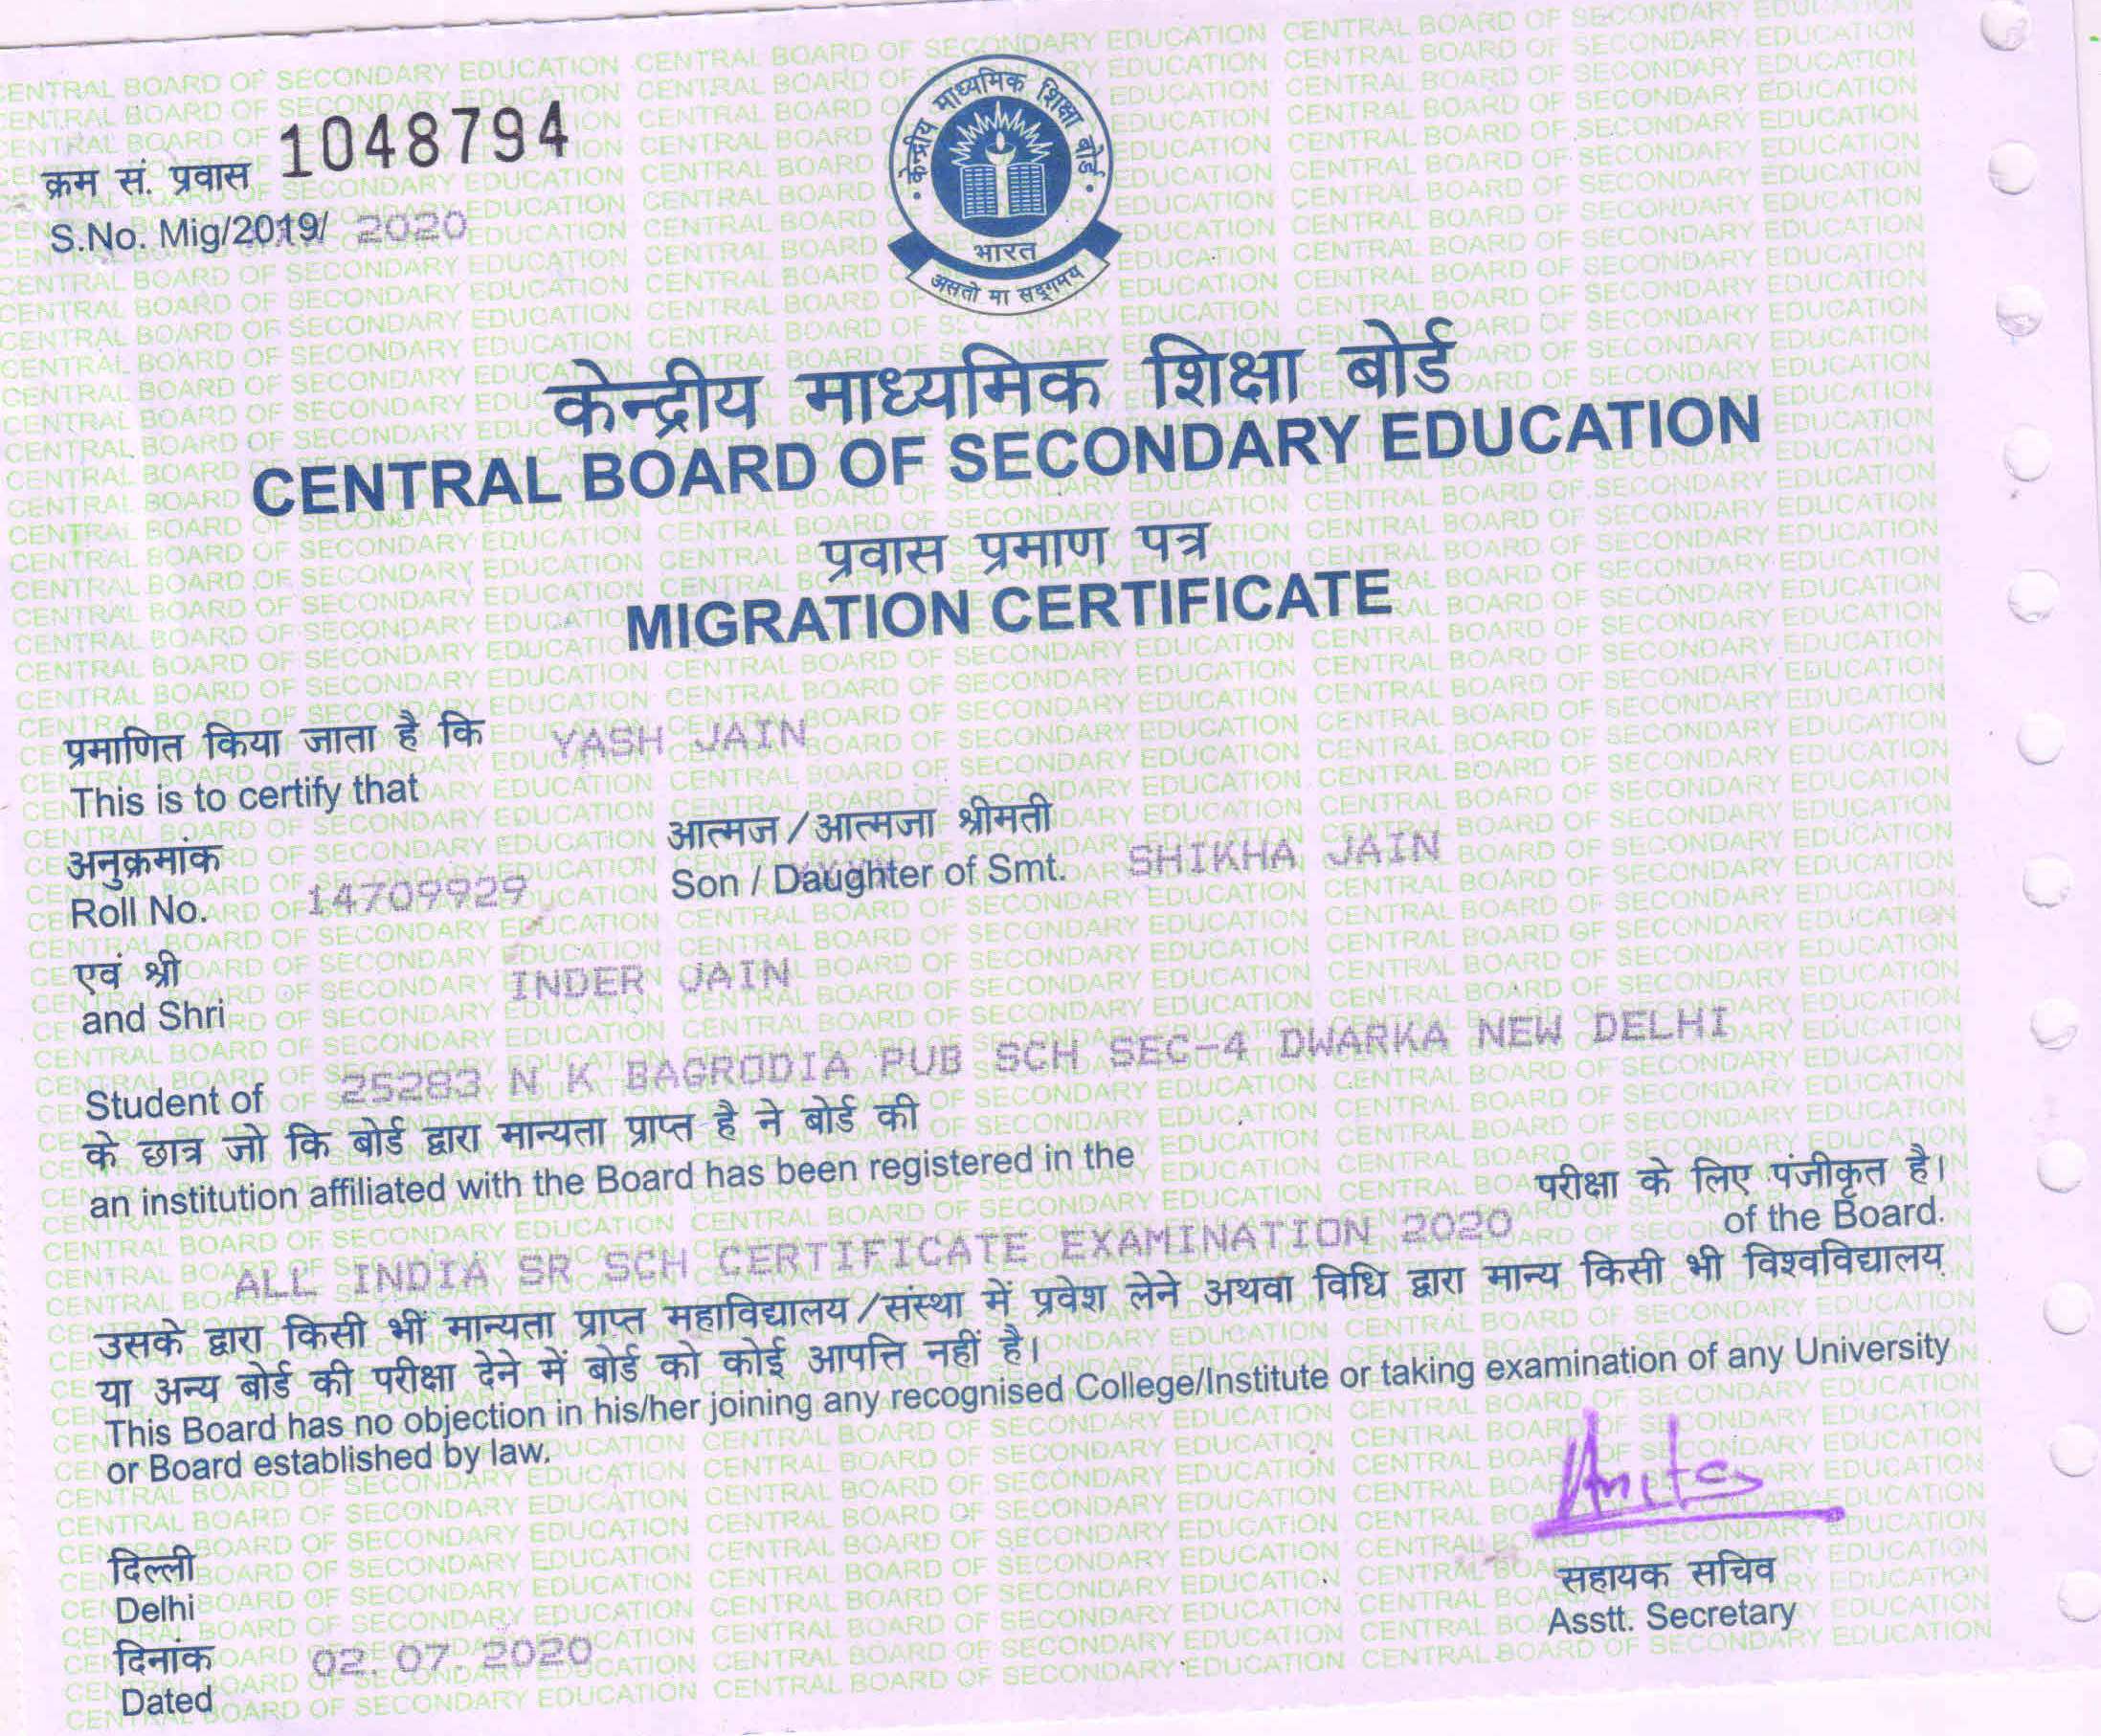 क्रम सं. प्रवास 1048794
S.No. Mig/2019/ 2020
केन्द्रीय माध्यमिक शिक्षा बोर्ड
भारत
असतो मा सद्गमय
केन्द्रीय माध्यमिक शिक्षा बोर्ड
CENTRAL BOARD OF SECONDARY EDUCATION
प्रवास प्रमाण पत्र
MIGRATION CERTIFICATE
प्रमाणित किया जाता है कि YASH JAIN
This is to certify that
अनुक्रमांक आत्मज / आत्मजा श्रीमती
Roll No. 14709929 Son / Daughter of Smt. SHIKHA JAIN
एवं श्री INDER JAIN
and Shri
Student of 25283 N K BAGRODIA PUB SCH SEC-4 DWARKA NEW DELHI
के छात्र जो कि बोर्ड द्वारा मान्यता प्राप्त है ने बोर्ड की
an institution affiliated with the Board has been registered in the परीक्षा के लिए पंजीकृत है।
ALL INDIA SR SCH CERTIFICATE EXAMINATION 2020 of the Board.
उसके द्वारा किसी भीं मान्यता प्राप्त महाविद्यालय/संस्था में प्रवेश लेने अथवा विधि द्वारा मान्य किसी भी विश्वविद्यालय
या अन्य बोर्ड की परीक्षा देने में बोर्ड को कोई आपत्ति नहीं है।
This Board has no objection in his/her joining any recognised College/Institute or taking examination of any University
or Board established by law.
Anita
दिल्ली सहायक सचिव
Delhi Asstt. Secretary
दिनांक 02.07.2020
Dated